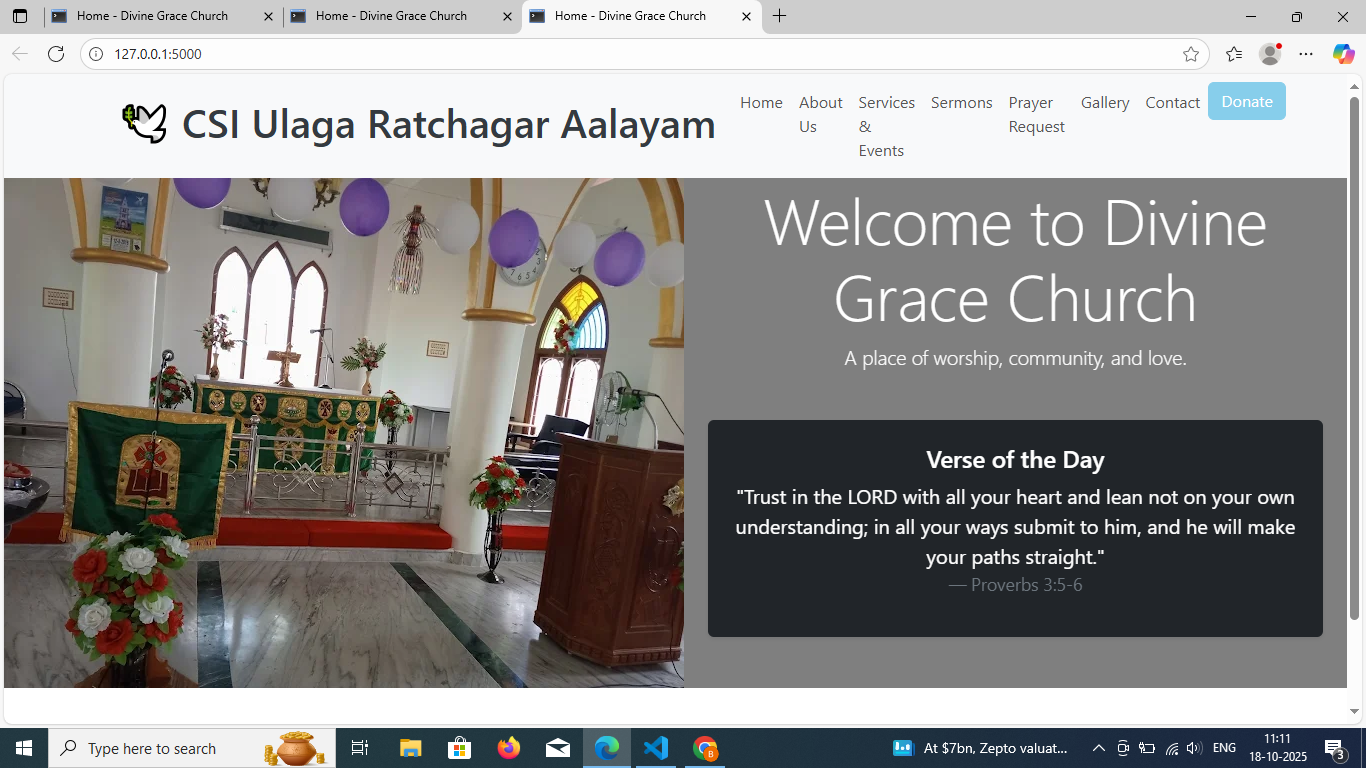 Home - Divine Grace Church
Home - Divine Grace Church
Home - Divine Grace Church
127.0.0.1:5000
CSI Ulaga Ratchagar Aalayam
Home
About Us
Services & Events
Sermons
Prayer Request
Gallery
Contact
Donate
Welcome to Divine
Grace Church
A place of worship, community, and love.
Verse of the Day
"Trust in the LORD with all your heart and lean not on your own
understanding; in all your ways submit to him, and he will make
your paths straight."
— Proverbs 3:5-6
Type here to search
At $7bn, Zepto valuat...
ENG
11:11
18-10-2025
3